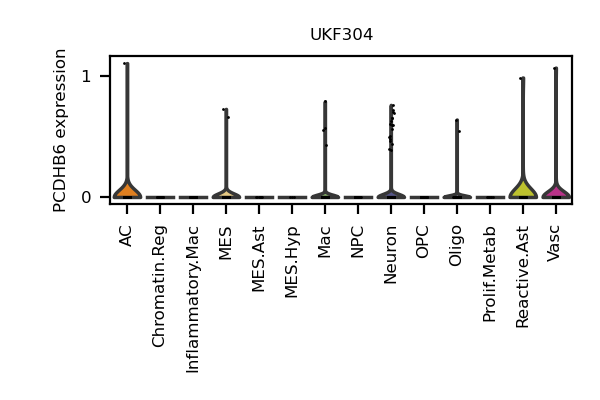 UKF304
PCDHB6 expression
1
0
AC
Chromatin.Reg
Inflammatory.Mac
MES
MES.Ast
MES.Hyp
Mac
NPC
Neuron
OPC
Oligo
Prolif.Metab
Reactive.Ast
Vasc